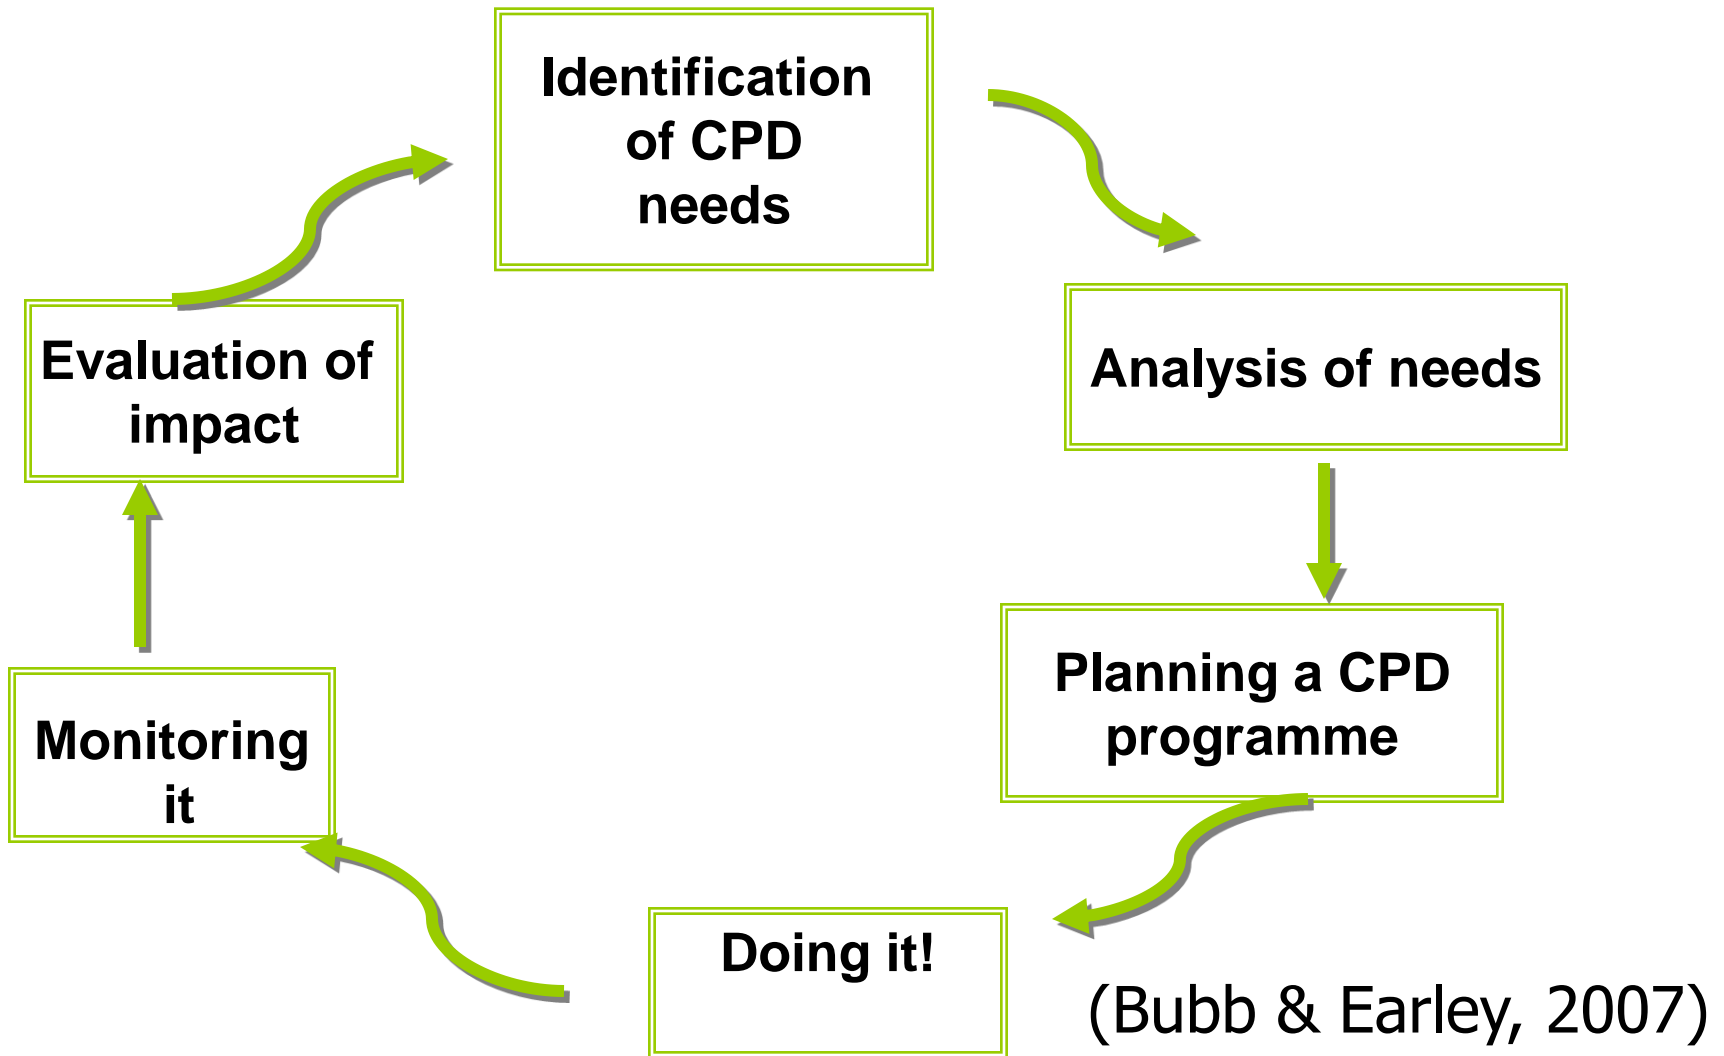 Identification
of CPD
needs
Analysis of needs
Planning a CPD
programme
Doing it!
Monitoring
it
Evaluation of
impact
(Bubb & Earley, 2007)